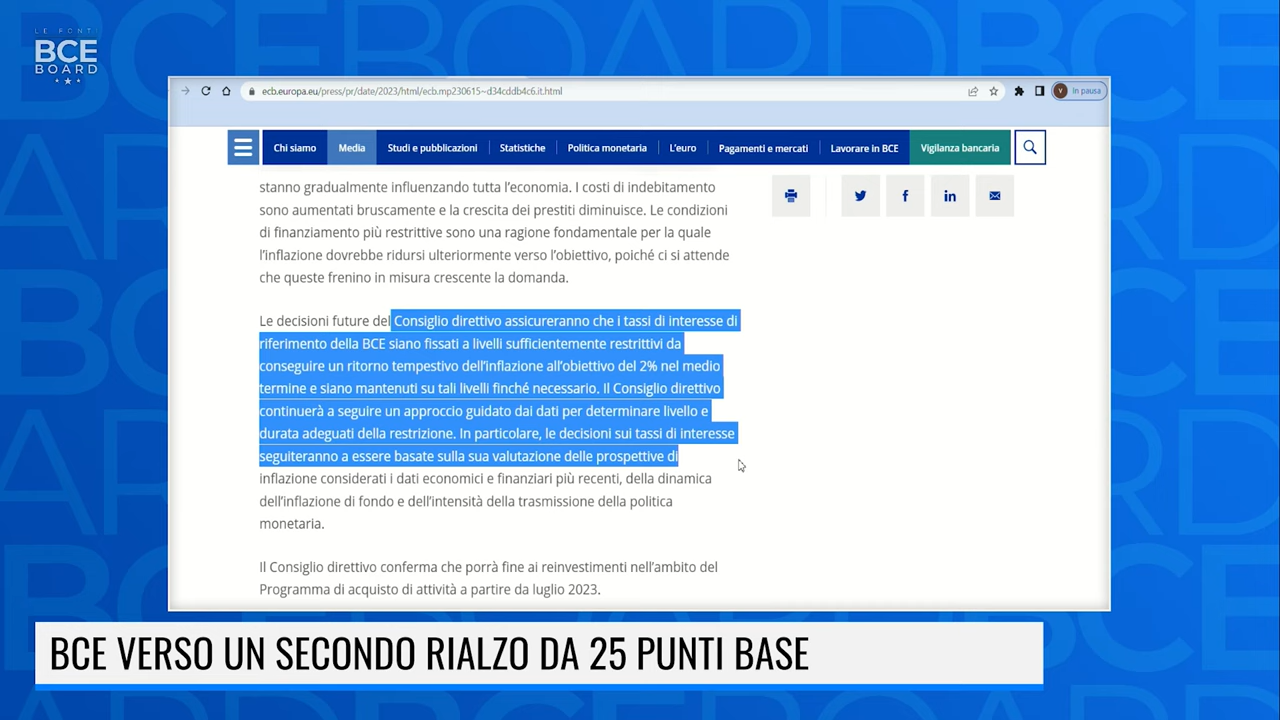 LE FONTI
BCE
BOARD
ecb.europa.eu/press/pr/date/2023/html/ecb.mp230615~d34cddb4c6.it.html
V
In pausa
Chi siamo
Media
Studi e pubblicazioni
Statistiche
Politica monetaria
L'euro
Pagamenti e mercati
Lavorare in BCE
Vigilanza bancaria
stanno gradualmente influenzando tutta l'economia. I costi di indebitamento
sono aumentati bruscamente e la crescita dei prestiti diminuisce. Le condizioni
di finanziamento più restrittive sono una ragione fondamentale per la quale
l'inflazione dovrebbe ridursi ulteriormente verso l'obiettivo, poiché ci si attende
che queste frenino in misura crescente la domanda.
Le decisioni future del Consiglio direttivo assicureranno che i tassi di interesse di
riferimento della BCE siano fissati a livelli sufficientemente restrittivi da
conseguire un ritorno tempestivo dell'inflazione all'obiettivo del 2% nel medio
termine e siano mantenuti su tali livelli finché necessario. Il Consiglio direttivo
continuerà a seguire un approccio guidato dai dati per determinare livello e
durata adeguati della restrizione. In particolare, le decisioni sui tassi di interesse
seguiteranno a essere basate sulla sua valutazione delle prospettive di
inflazione considerati i dati economici e finanziari più recenti, della dinamica
dell'inflazione di fondo e dell'intensità della trasmissione della politica
monetaria.
Il Consiglio direttivo conferma che porrà fine ai reinvestimenti nell'ambito del
Programma di acquisto di attività a partire da luglio 2023.
BCE VERSO UN SECONDO RIALZO DA 25 PUNTI BASE